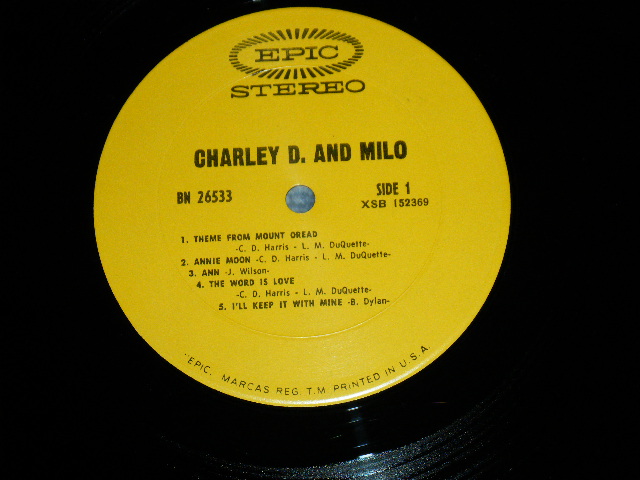 EPIC
STEREO
CHARLEY D. AND MILO
BN 26533
SIDE 1
XSB 152369
1. THEME FROM MOUNT OREAD
-C. D. Harris - L. M. DuQuette-
2. ANNIE MOON -C. D. Harris - L. M. DuQuette-
3. ANN -J. Wilson-
4. THE WORD IS LOVE
-C. D. Harris - L. M. DuQuette-
5. I'LL KEEP IT WITH MINE -B. Dylan-
"EPIC, MARCAS REG. T.M. PRINTED IN U.S.A.